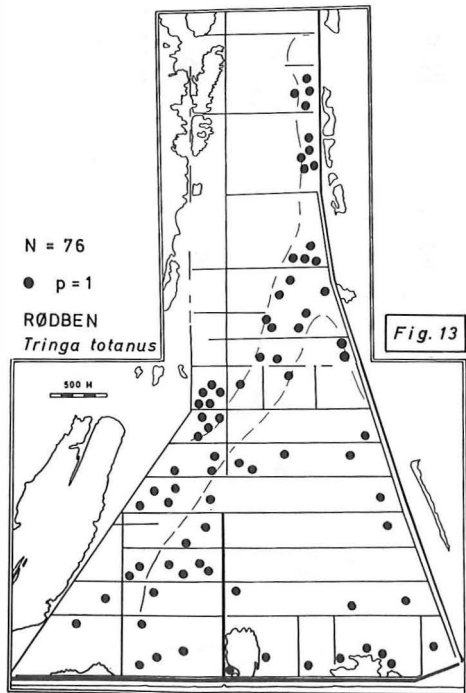 N = 76
● p=1
RØDBEN
Tringa totanus
Fig. 13
500 M